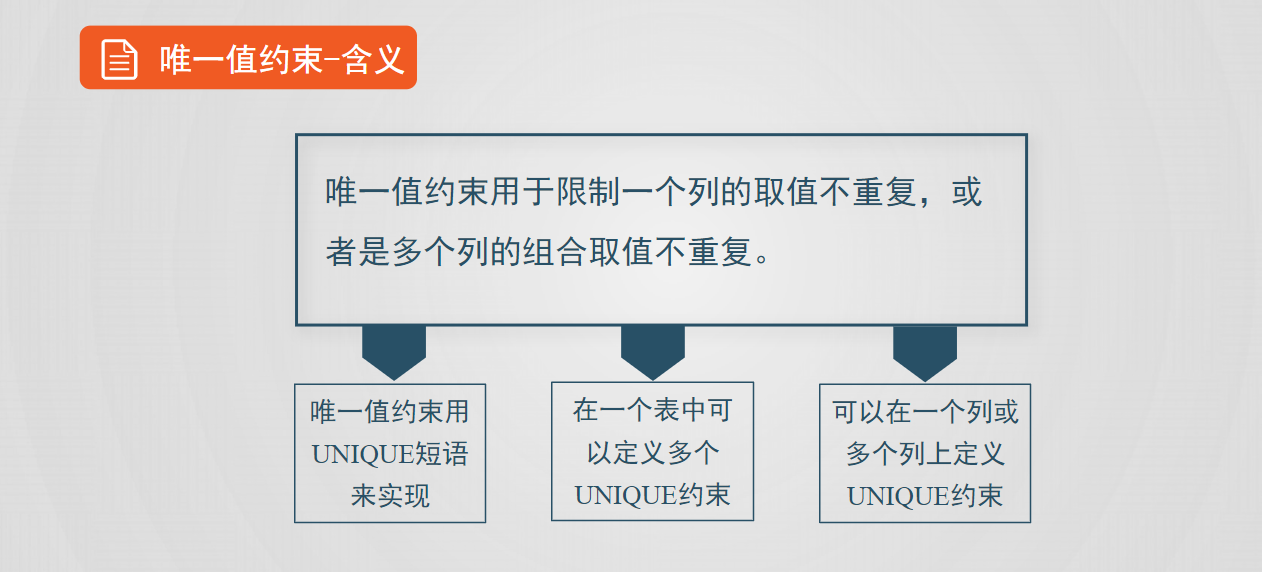 唯一值约束-含义
唯一值约束用于限制一个列的取值不重复，或
者是多个列的组合取值不重复。
唯一值约束用
UNIQUE短语
来实现
在一个表中可
以定义多个
UNIQUE约束
可以在一个列或
多个列上定义
UNIQUE约束